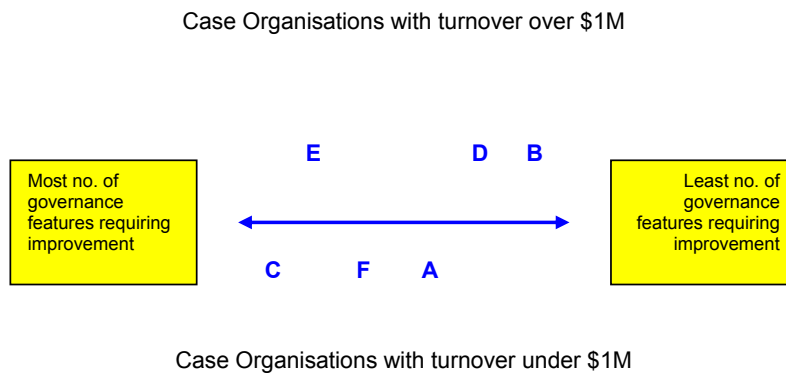 Case Organisations with turnover over $1M
E D B
Most no. of
governance
features requiring
improvement
Least no. of
governance
features requiring
improvement
C F A
Case Organisations with turnover under $1M